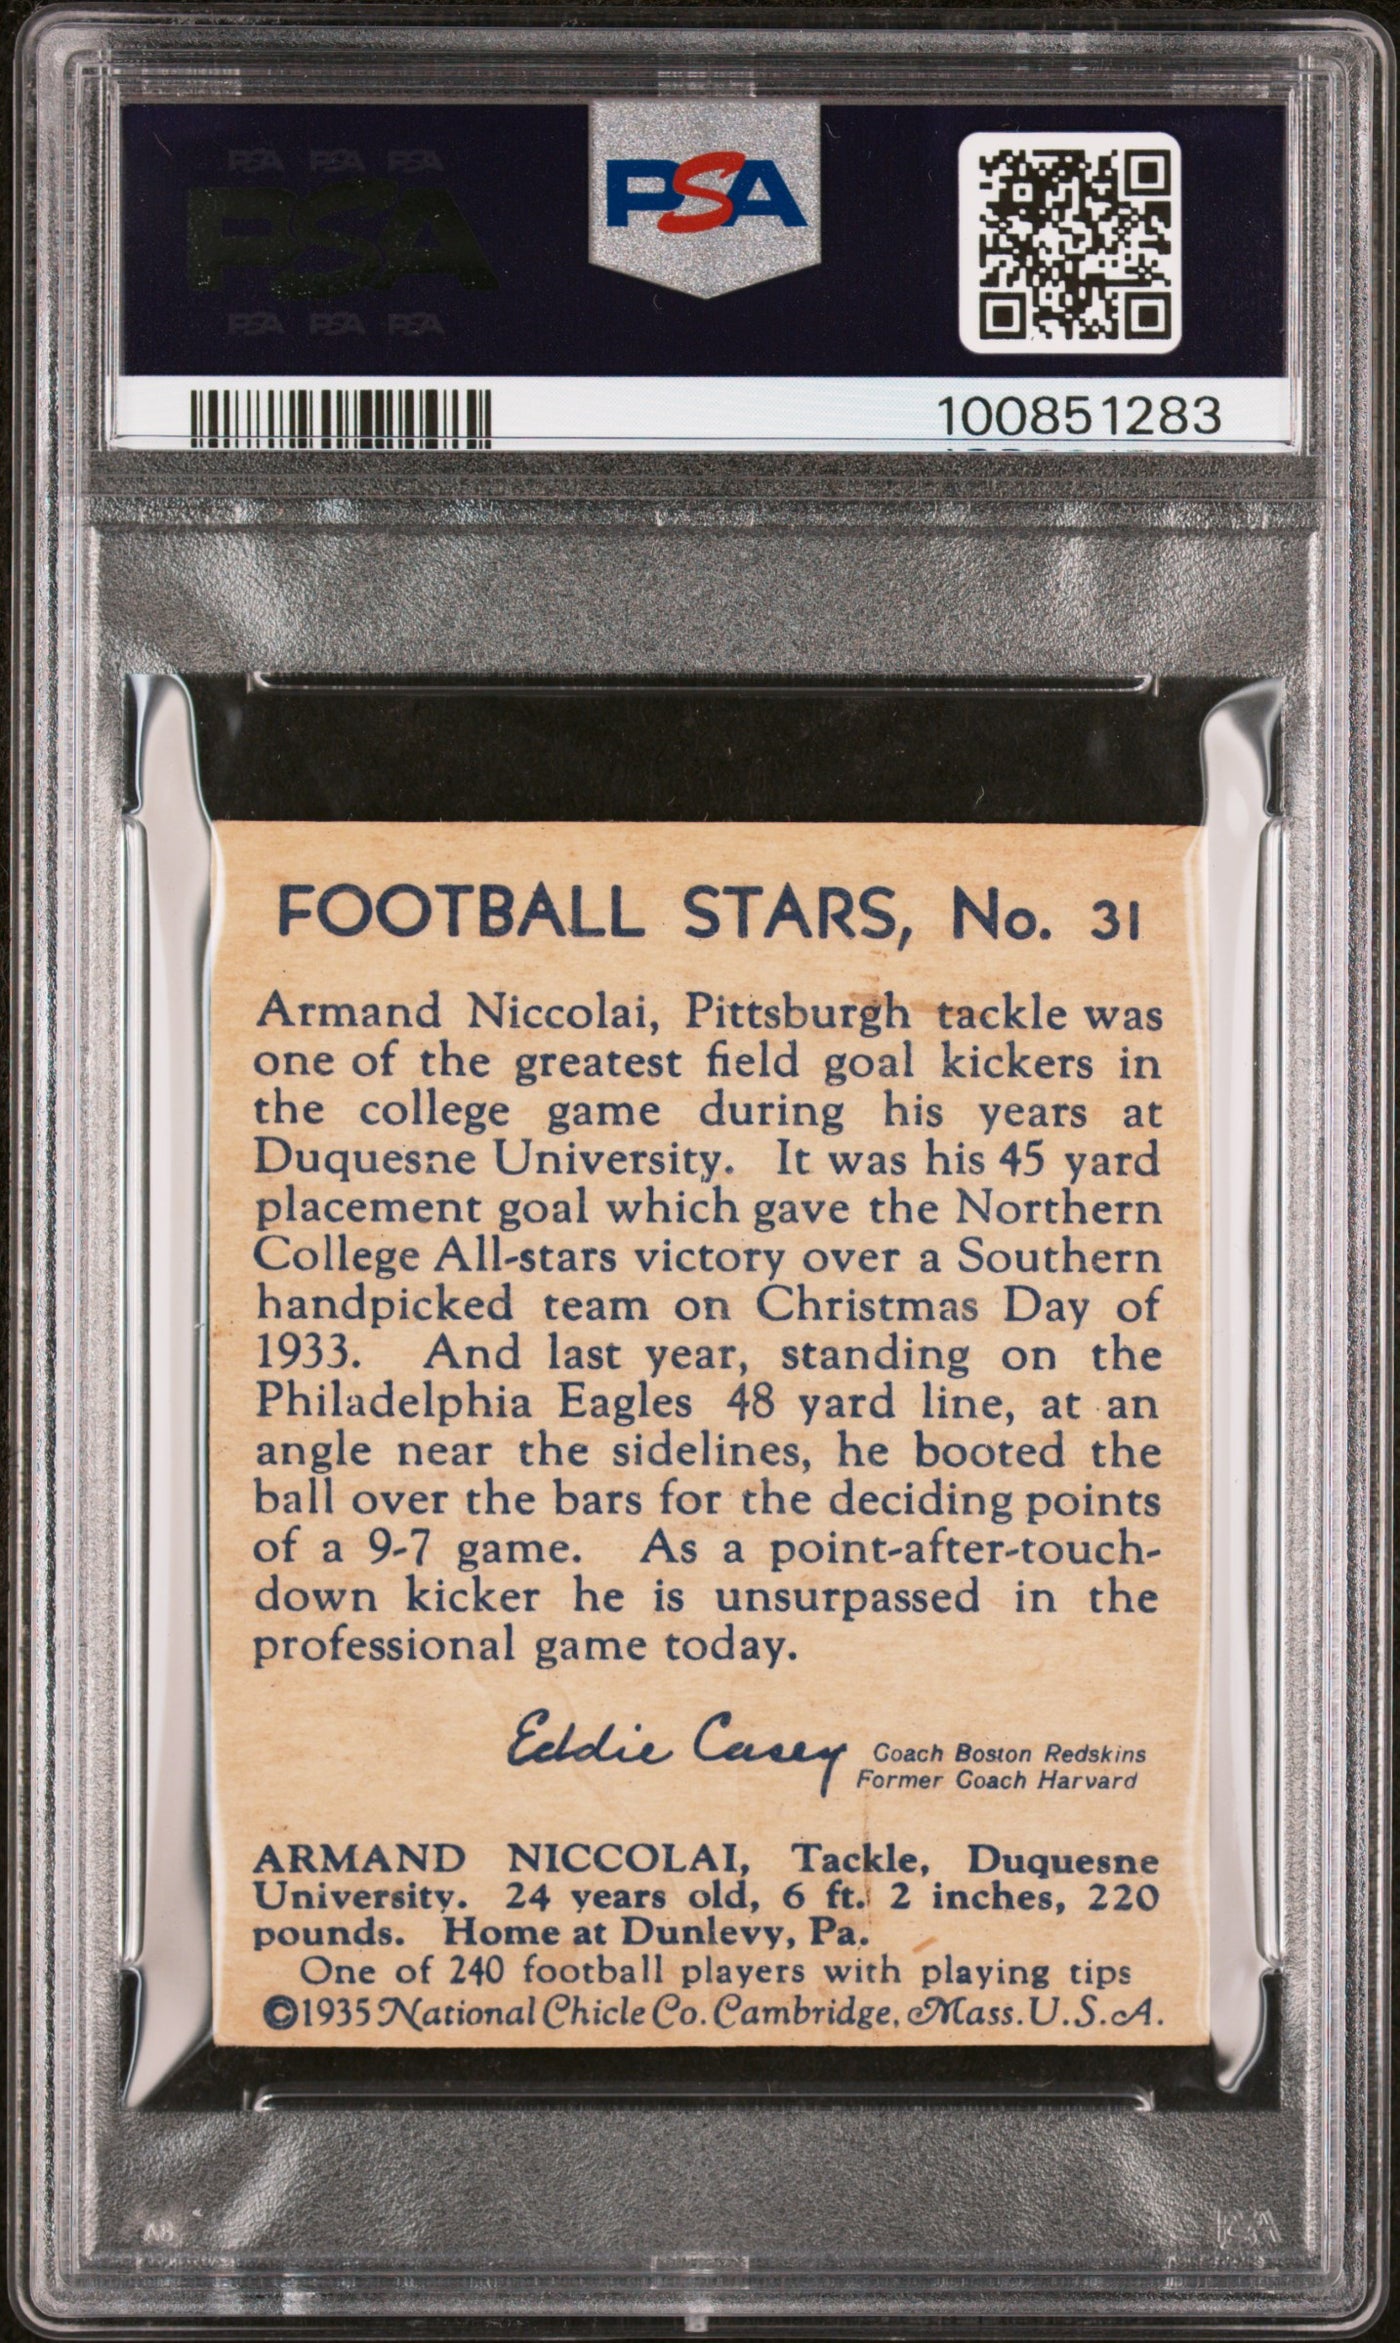 PSA PSA PSA
PSA
PSA PSA PSA
PSA
100851283
FOOTBALL STARS, No. 31
Armand Niccolai, Pittsburgh tackle was
one of the greatest field goal kickers in
the college game during his years at
Duquesne University. It was his 45 yard
placement goal which gave the Northern
College All-stars victory over a Southern
handpicked team on Christmas Day of
1933. And last year, standing on the
Philadelphia Eagles 48 yard line, at an
angle near the sidelines, he booted the
ball over the bars for the deciding points
of a 9-7 game. As a point-after-touch-
down kicker he is unsurpassed in the
professional game today.
Eddie Casey
Coach Boston Redskins
Former Coach Harvard
ARMAND NICCOLAI, Tackle, Duquesne
University. 24 years old, 6 ft. 2 inches, 220
pounds. Home at Dunlevy, Pa.
One of 240 football players with playing tips
©1935 National Chicle Co. Cambridge, Mass. U.S.A.